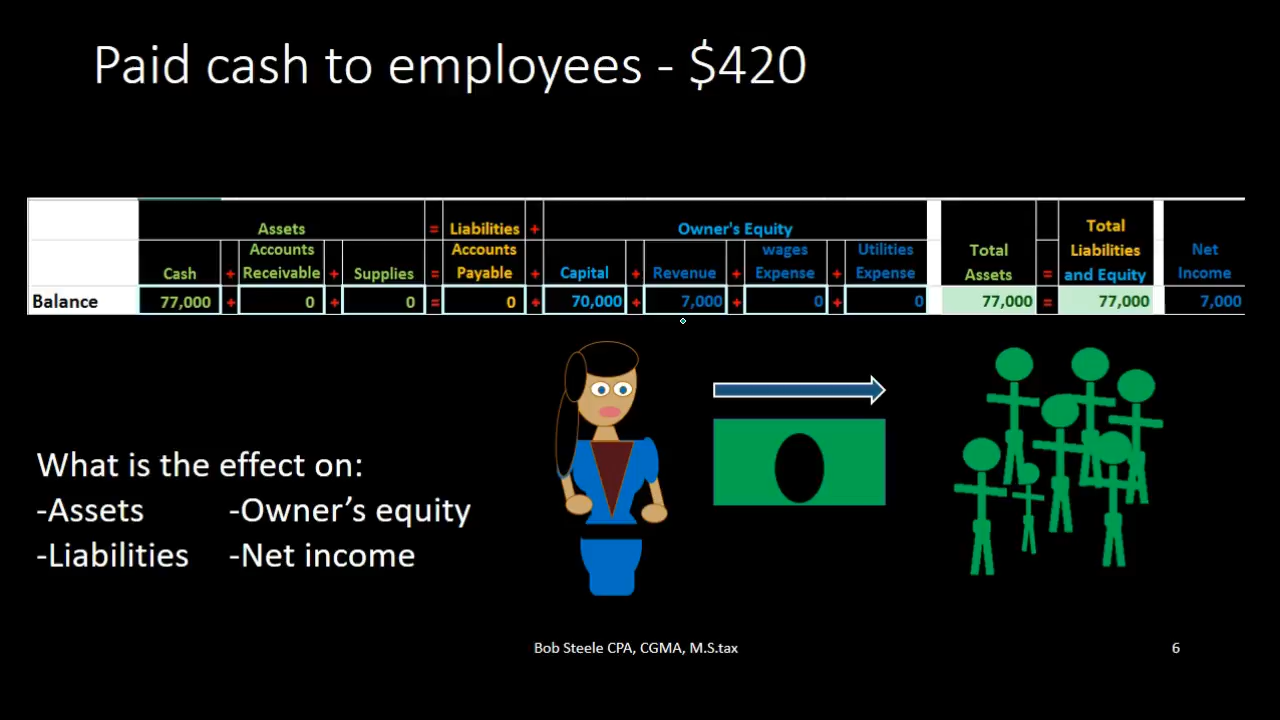 Paid cash to employees - $420
Assets = Liabilities + Owner's Equity
Cash + Accounts Receivable + Supplies = Accounts Payable + Capital + Revenue + wages Expense + Utilities Expense Total Assets = Total Liabilities and Equity Net Income
Balance 77,000 + 0 + 0 = 0 + 70,000 + 7,000 + 0 + 0 77,000 = 77,000 7,000
What is the effect on:
-Assets -Owner’s equity
-Liabilities -Net income
Bob Steele CPA, CGMA, M.S.tax 6